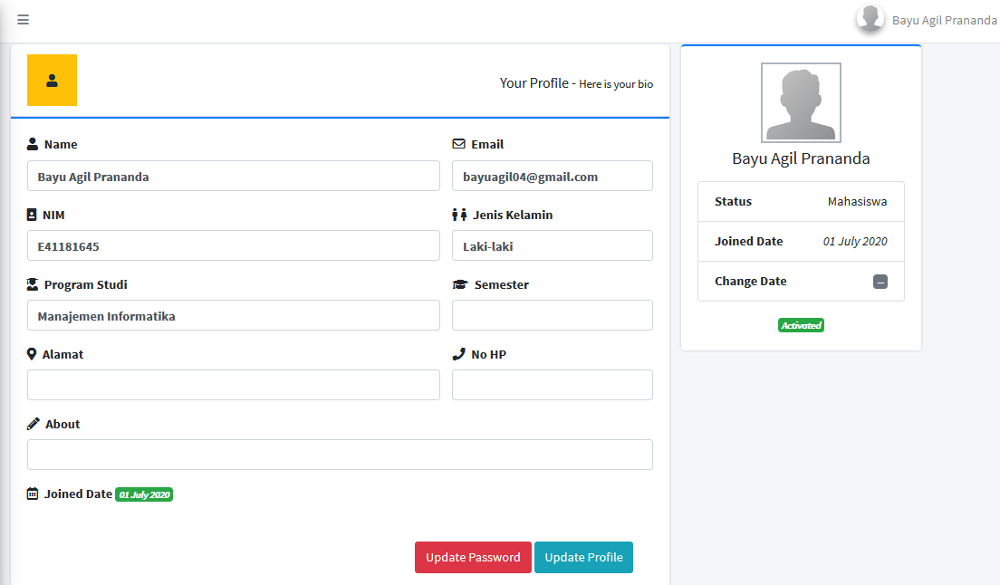 Bayu Agil Prananda
Your Profile - Here is your bio
Name
Bayu Agil Prananda
Email
bayuagil04@gmail.com
NIM
E41181645
Jenis Kelamin
Laki-laki
Program Studi
Manajemen Informatika
Semester
Alamat
No HP
About
Joined Date 01 July 2020
Update Password
Update Profile
Bayu Agil Prananda
Status Mahasiswa
Joined Date 01 July 2020
Change Date –
Activated